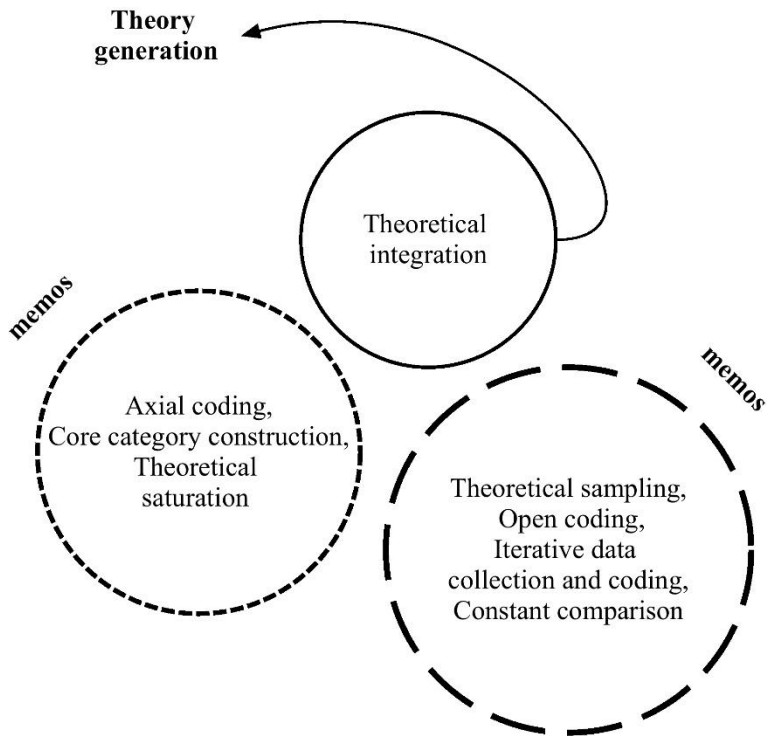 Theory
generation
Theoretical
integration
memos
Axial coding,
Core category construction,
Theoretical
saturation
memos
Theoretical sampling,
Open coding,
Iterative data
collection and coding,
Constant comparison